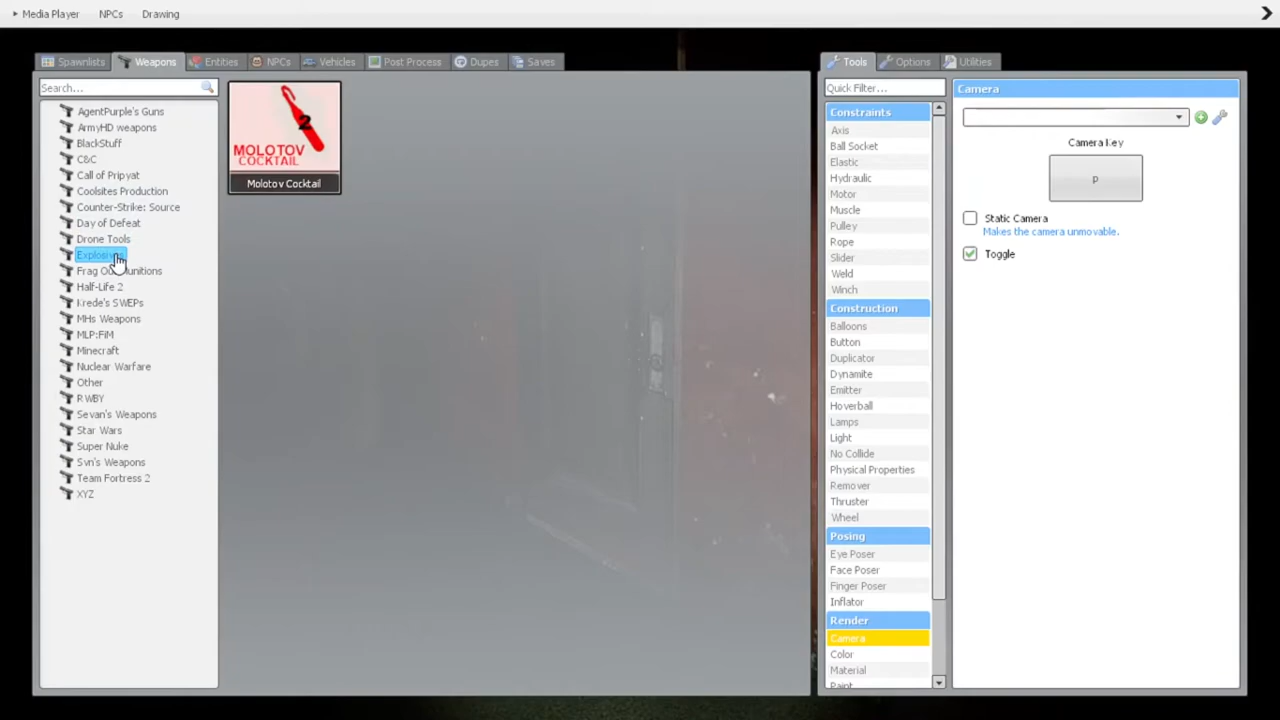 Media Player NPCs Drawing
Spawnlists Weapons Entities NPCs Vehicles Post Process Dupes Saves
Search...
AgentPurple's Guns
ArmyHD weapons
BlackStuff
C&C
Call of Pripyat
Coolsites Production
Counter-Strike: Source
Day of Defeat
Drone Tools
Frag
Half-Life 2
Krede's SWEPs
MHs Weapons
MLP:FiM
Minecraft
Nuclear Warfare
Other
RWBY
Sevan's Weapons
Star Wars
Super Nuke
Svn's Weapons
Team Fortress 2
XYZ
2
MOLOTOV
COCKTAIL
Molotov Cocktail
Tools Options Utilities
Quick Filter...
Constraints
Axis
Ball Socket
Elastic
Hydraulic
Motor
Muscle
Pulley
Rope
Slider
Weld
Winch
Construction
Balloons
Button
Duplicator
Dynamite
Emitter
Hoverball
Lamps
Light
No Collide
Physical Properties
Remover
Thruster
Wheel
Posing
Eye Poser
Face Poser
Finger Poser
Inflator
Render
Camera
Color
Material
Paint
Camera
Camera Key
p
Static Camera
Makes the camera unmovable.
Toggle